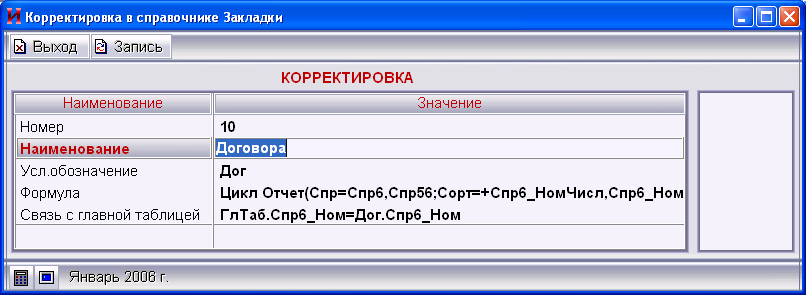 Корректировка в справочнике Закладки
Выход Запись
КОРРЕКТИРОВКА
Наименование Значение
Номер 10
Наименование Договора
Усл.обозначение Дог
Формула Цикл Отчет(Спр=Спр6,Спр56;Сорт=+Спр6_НомЧисл,Спр6_Ном
Связь с главной таблицей ГлТаб.Спр6_Ном=Дог.Спр6_Ном
Январь 2006 г.